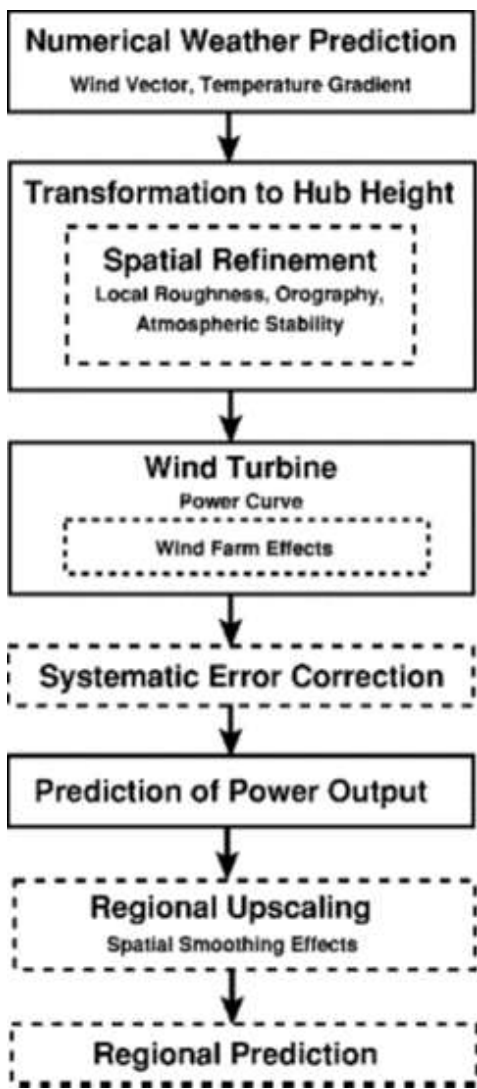 Numerical Weather Prediction
Wind Vector, Temperature Gradient
Transformation to Hub Height
Spatial Refinement
Local Roughness, Orography,
Atmospheric Stability
Wind Turbine
Power Curve
Wind Farm Effects
Systematic Error Correction
Prediction of Power Output
Regional Upscaling
Spatial Smoothing Effects
Regional Prediction